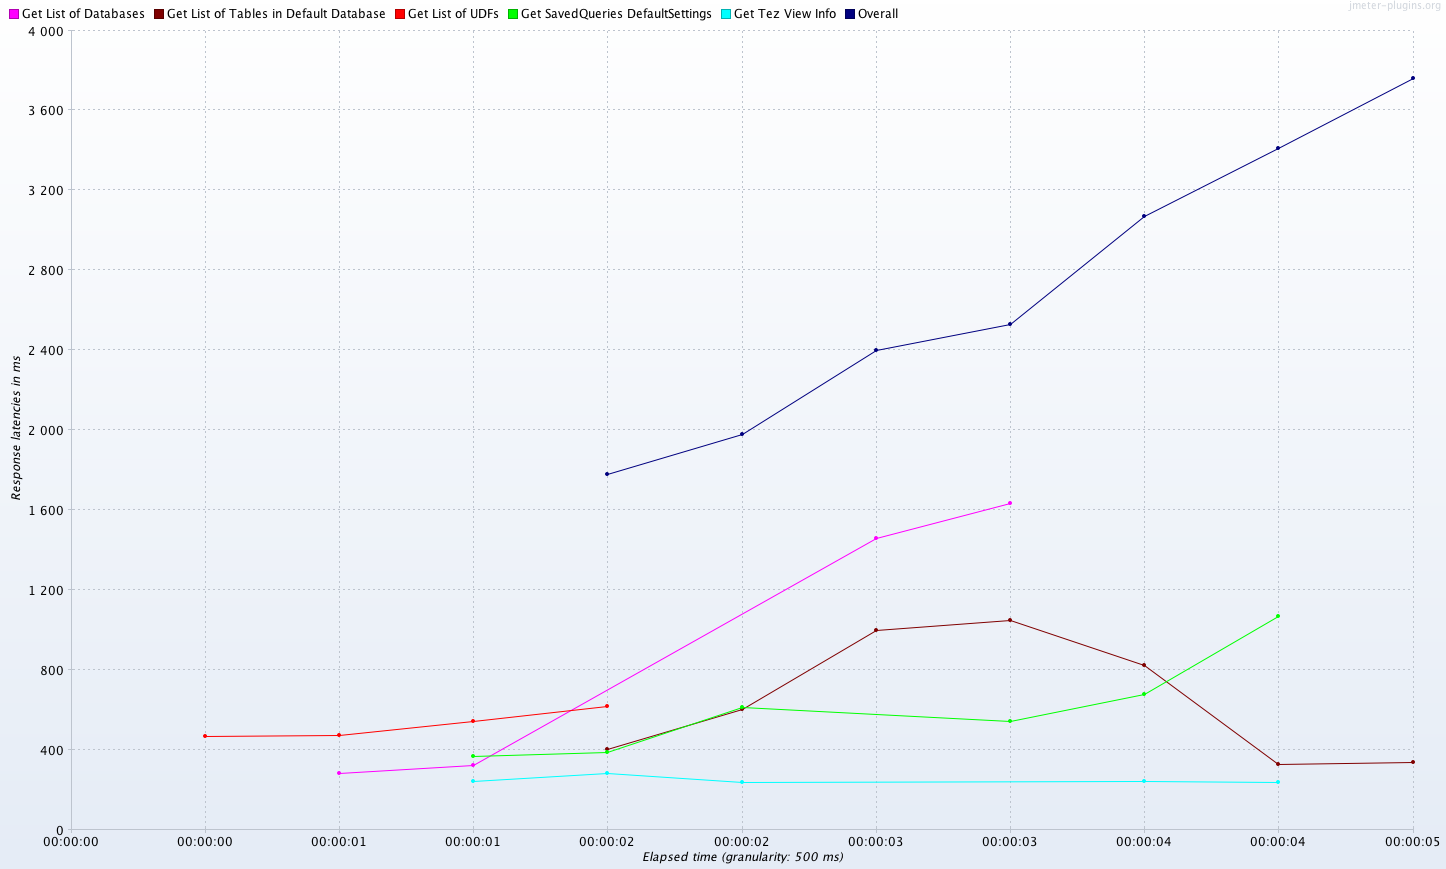 jmeter-plugins.org
Get List of Databases Get List of Tables in Default Database Get List of UDFs Get SavedQueries DefaultSettings Get Tez View Info Overall
4 000
3 600
3 200
2 800
2 400
2 000
1 600
1 200
800
400
0
Response latencies in ms
00:00:00 00:00:00 00:00:01 00:00:01 00:00:02 00:00:02 00:00:03 00:00:03 00:00:04 00:00:04 00:00:05
Elapsed time (granularity: 500 ms)